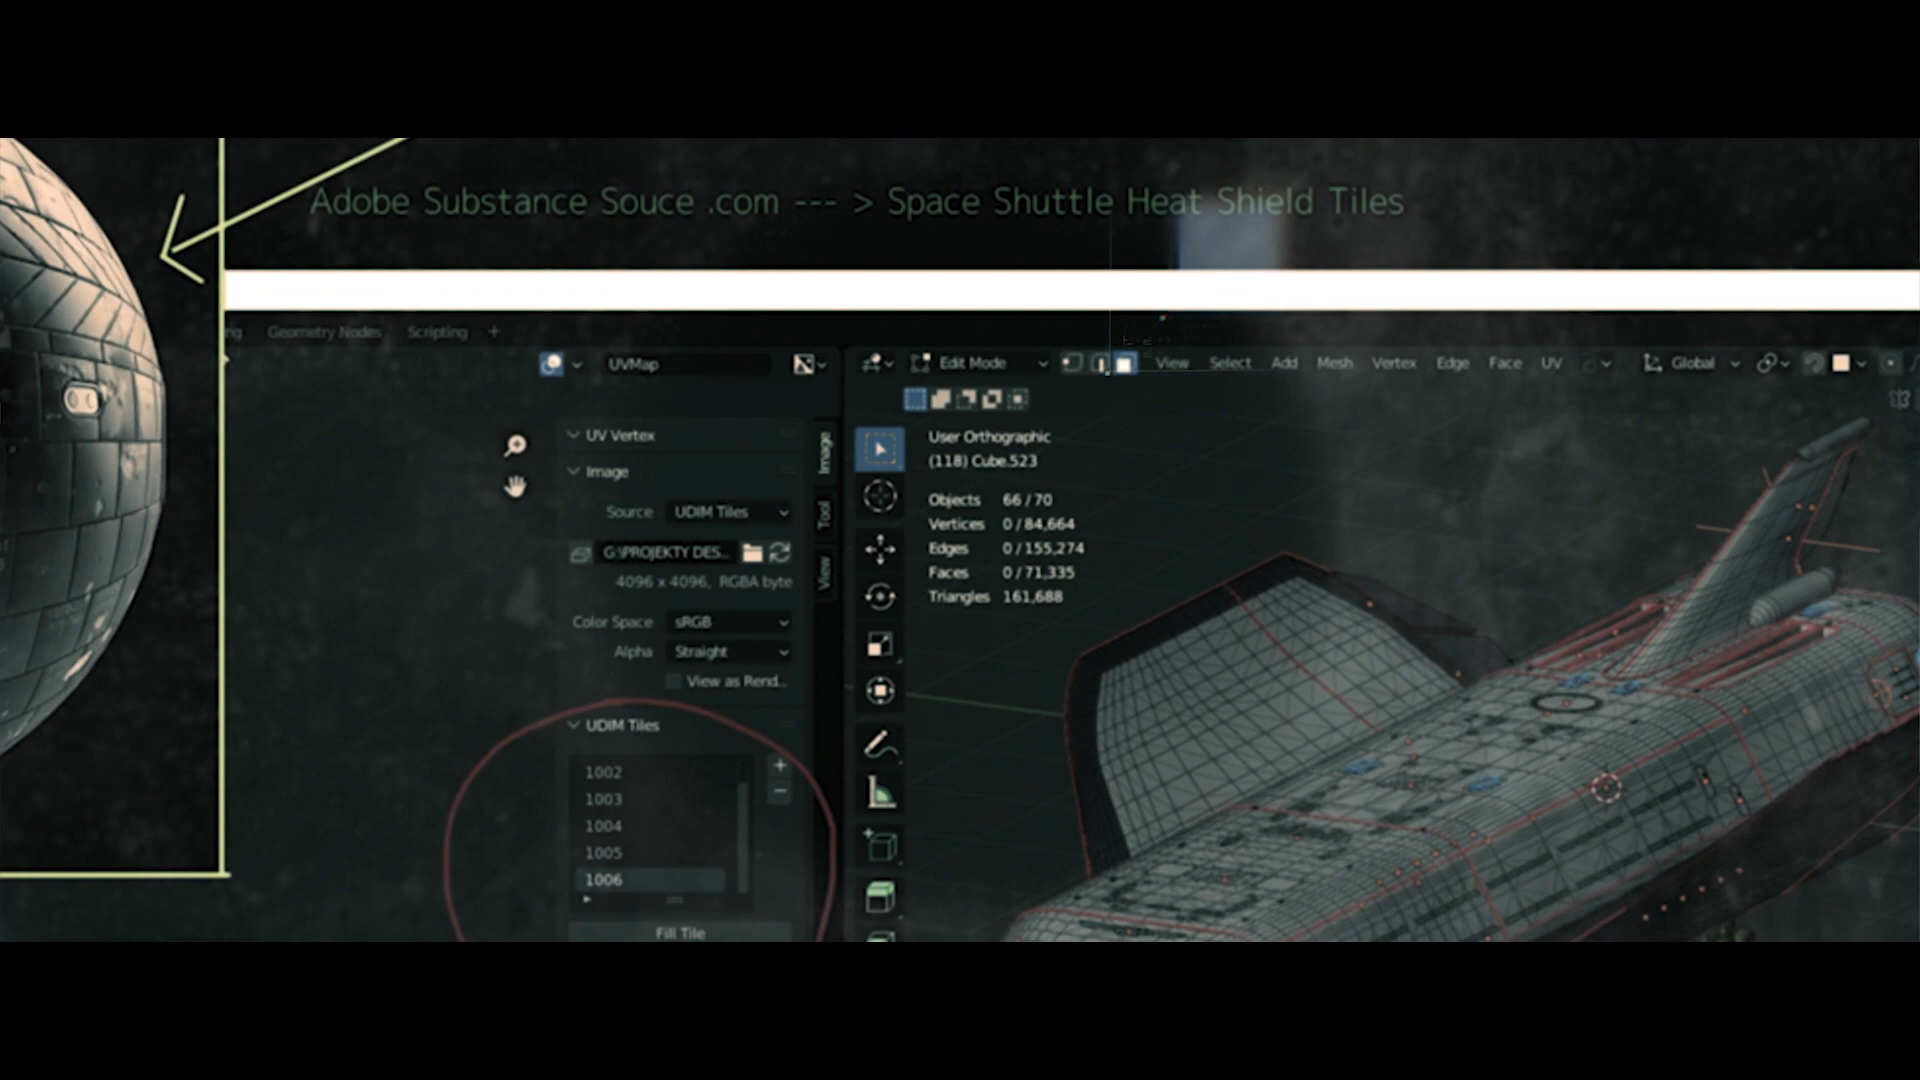 Adobe Substance Souce .com --- > Space Shuttle Heat Shield Tiles
ng Geometry Nodes Scripting +
UVMap
Edit Mode View Select Add Mesh Vertex Edge Face UV Global
UV Vertex
Image
Source UDIM Tiles
G:\PROJEKTY DES...
4096 x 4096, RGBA byte
Color Space sRGB
Alpha Straight
View as Rend...
UDIM Tiles
1002
1003
1004
1005
1006
Fill Tile
Image
Tool
View
User Orthographic
(118) Cube.523
Objects 66 / 70
Vertices 0 / 84,664
Edges 0 / 155,274
Faces 0 / 71,335
Triangles 161,688